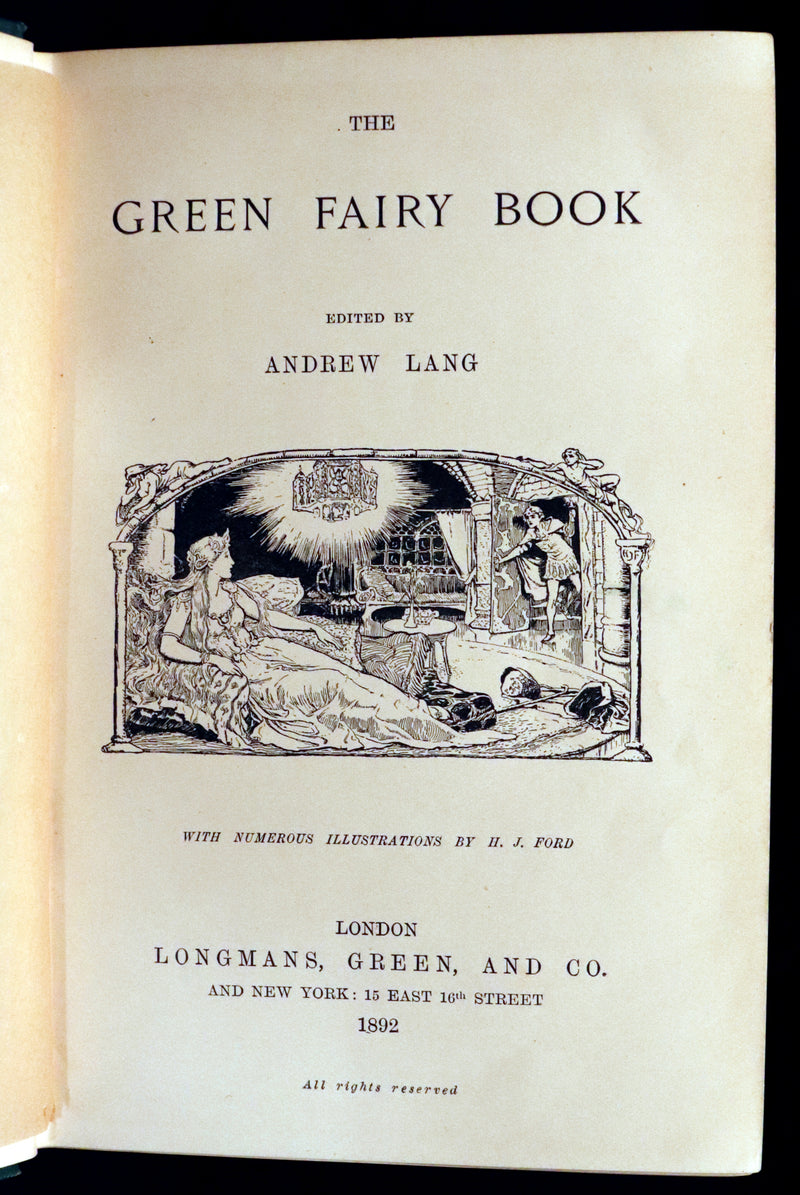 THE
GREEN FAIRY BOOK
EDITED BY
ANDREW LANG
WITH NUMEROUS ILLUSTRATIONS BY H. J. FORD
LONDON
LONGMANS, GREEN, AND CO.
AND NEW YORK: 15 EAST 16th STREET
1892
All rights reserved